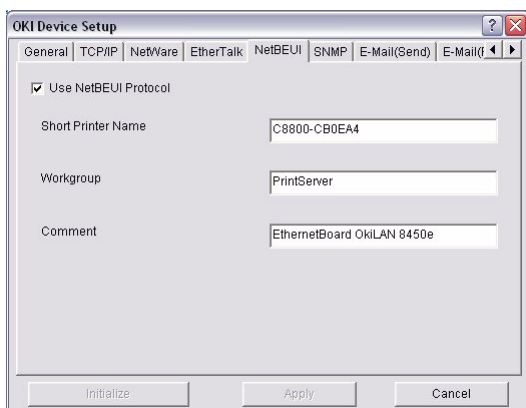 OKI Device Setup
General TCP/IP NetWare EtherTalk NetBEUI SNMP E-Mail(Send)
Use NetBEUI Protocol
Short Printer Name C8800-CB0EA4
Workgroup PrintServer
Comment EthernetBoard OkiLAN 8450e
Initialize Apply Cancel